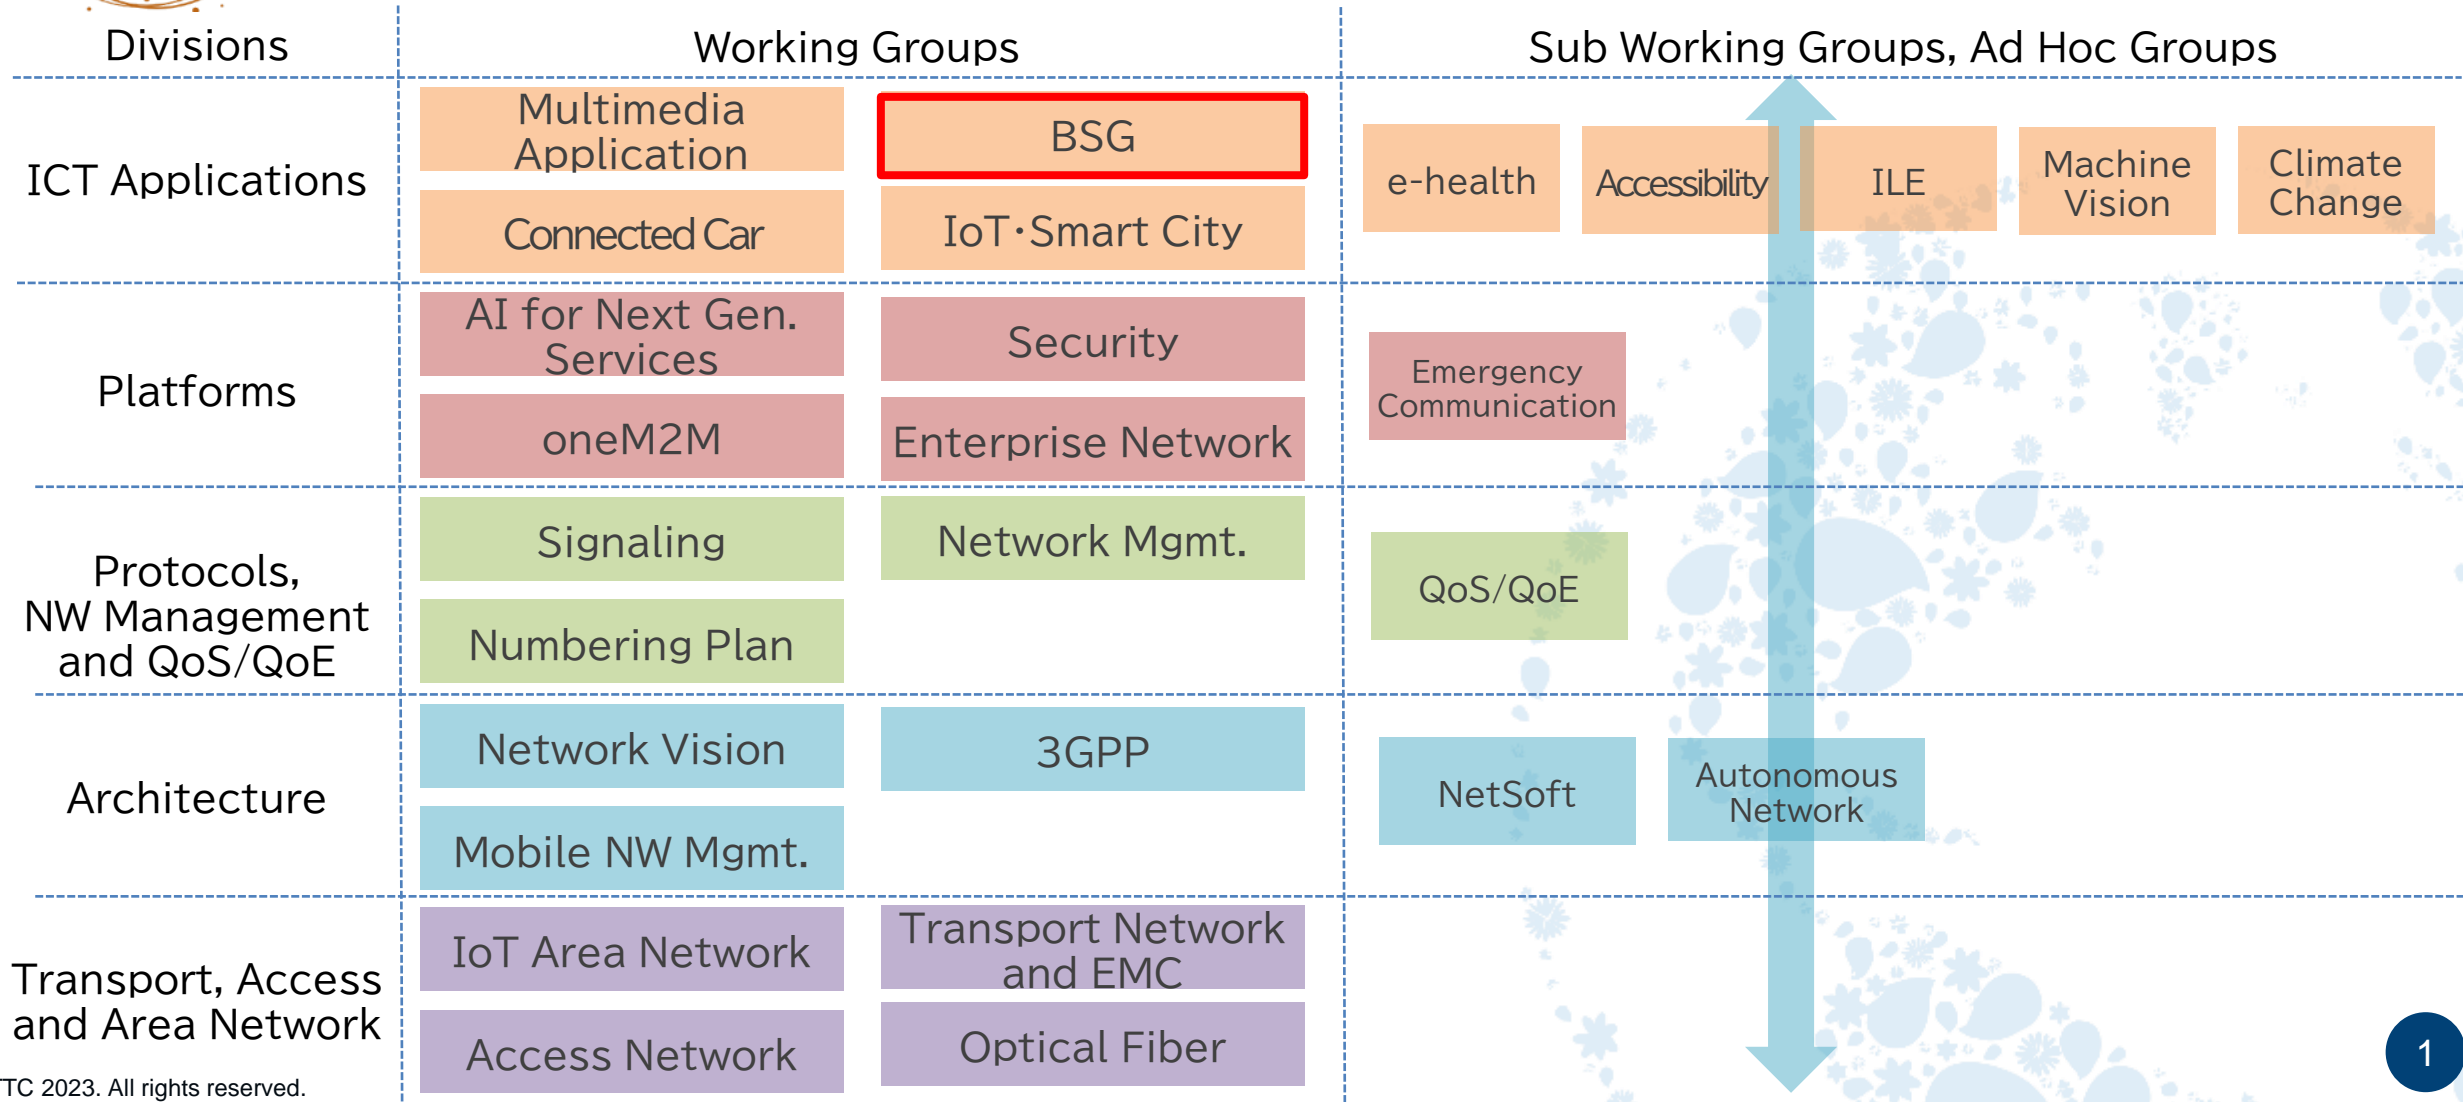 Divisions
Working Groups
Sub Working Groups, Ad Hoc Groups
ICT Applications
Multimedia
Application
BSG
Connected Car
IoT・Smart City
e-health
Accessibility
ILE
Machine
Vision
Climate
Change
Platforms
AI for Next Gen.
Services
Security
oneM2M
Enterprise Network
Emergency
Communication
Protocols,
NW Management
and QoS/QoE
Signaling
Network Mgmt.
Numbering Plan
QoS/QoE
Architecture
Network Vision
3GPP
Mobile NW Mgmt.
NetSoft
Autonomous
Network
Transport, Access
and Area Network
IoT Area Network
Transport Network
and EMC
Access Network
Optical Fiber
TTC 2023. All rights reserved.
1